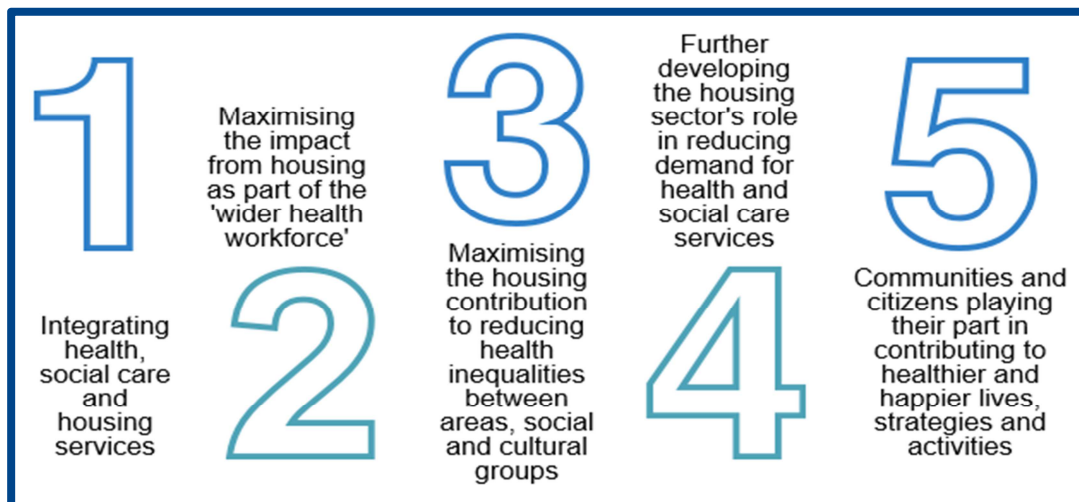 1
Integrating
health,
social care
and
housing
services
Maximising
the impact
from housing
as part of the
'wider health
workforce'
2
3
Maximising
the housing
contribution
to reducing
health
inequalities
between
areas, social
and cultural
groups
Further
developing
the housing
sector's role
in reducing
demand for
health and
social care
services
4
5
Communities and
citizens playing
their part in
contributing to
healthier and
happier lives,
strategies and
activities